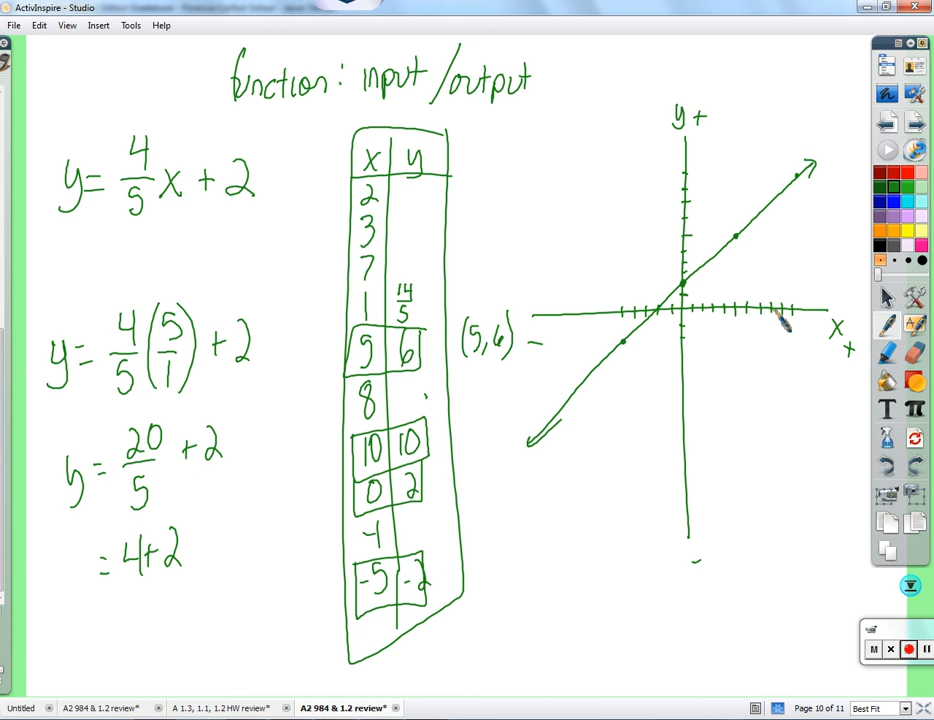 ActivInspire - Studio
File Edit View Insert Tools
function: input /output
y= 4/5 x + 2
y= 4/5 (5/1) + 2
y = 20/5 + 2
= 4+2
x y
2
3
7
1 14/5
5 6
8
10 10
0 2
-1
-5 -2
(5,6)
y +
x +
-
-
M X
Untitled
A2 984 & 1.2 review*
A 1.3, 1.1, 1.2 HW review*
A2 984 & 1.2 review*
Page 10 of 11
Best Fit